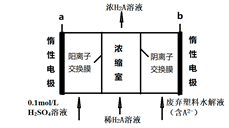 浓H₂A溶液
a
b
惰性电极
阳离子交换膜
浓缩室
阴离子交换膜
惰性电极
0.1mol/L
H₂SO₄溶液
稀H₂A溶液
废弃塑料水解液
(含A²⁻)